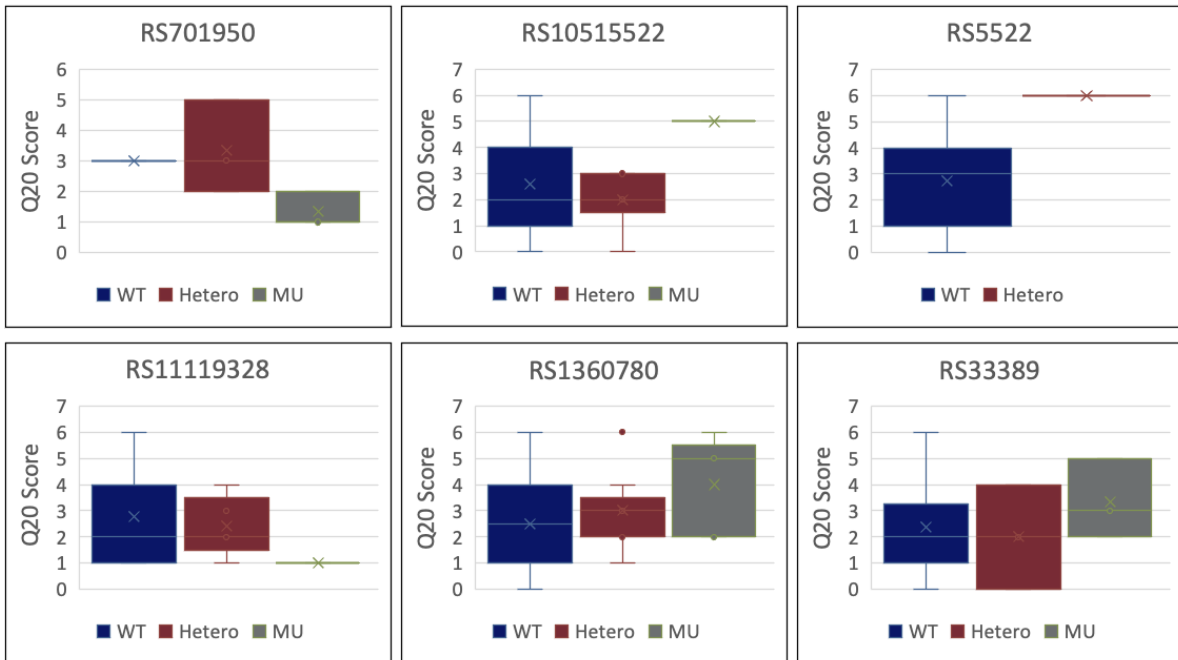 RS701950
Q20 Score
6
5
4
3
2
1
0
WT Hetero MU
RS10515522
Q20 Score
7
6
5
4
3
2
1
0
WT Hetero MU
RS5522
Q20 Score
7
6
5
4
3
2
1
0
WT Hetero
RS11119328
Q20 Score
7
6
5
4
3
2
1
0
WT Hetero MU
RS1360780
Q20 Score
7
6
5
4
3
2
1
0
WT Hetero MU
RS33389
Q20 Score
7
6
5
4
3
2
1
0
WT Hetero MU